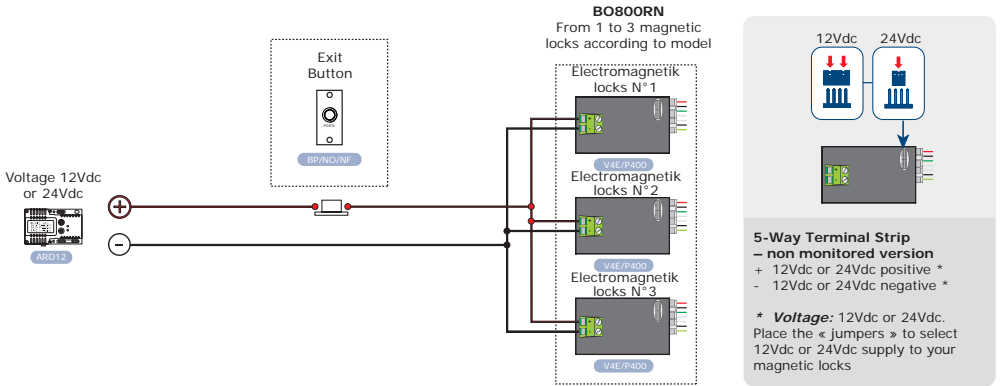 BO800RN
From 1 to 3 magnetic
locks according to model
Exit
Button
PORTE
BP/NO/NF
Voltage 12Vdc
or 24Vdc
ARD12
+
-
Electromagnetik
locks N°1
V4E/P400
Electromagnetik
locks N°2
V4E/P400
Electromagnetik
locks N°3
V4E/P400
12Vdc 24Vdc
5-Way Terminal Strip
– non monitored version
+ 12Vdc or 24Vdc positive *
- 12Vdc or 24Vdc negative *
* Voltage: 12Vdc or 24Vdc.
Place the « jumpers » to select
12Vdc or 24Vdc supply to your
magnetic locks